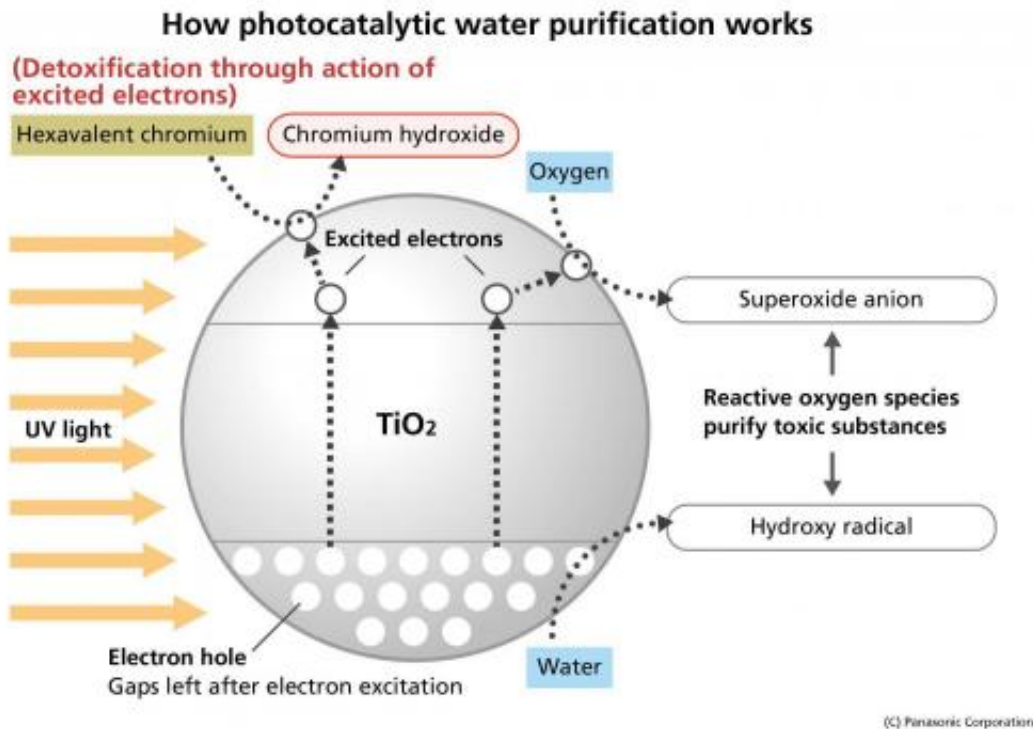 How photocatalytic water purification works
(Detoxification through action of
excited electrons)
Hexavalent chromium
Chromium hydroxide
Oxygen
Excited electrons
Superoxide anion
TiO₂
UV light
Reactive oxygen species
purify toxic substances
Hydroxy radical
Electron hole
Gaps left after electron excitation
Water
(C) Panasonic Corporation